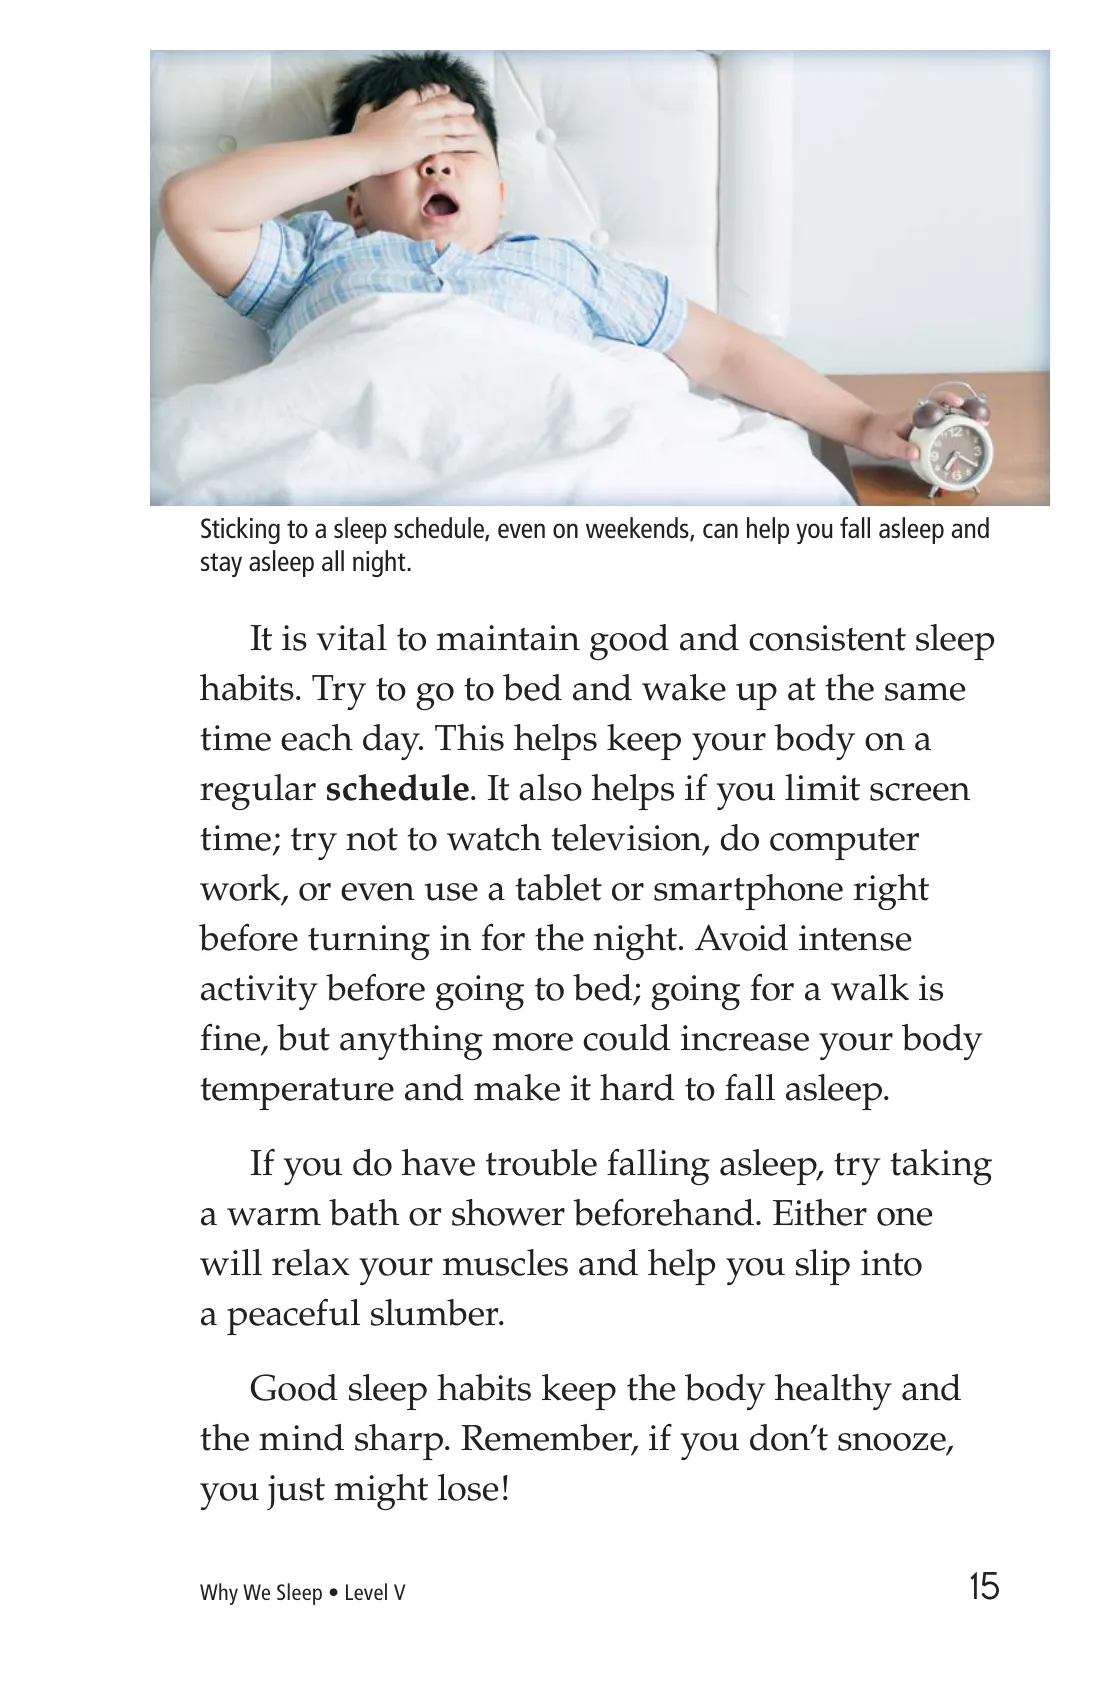 Sticking to a sleep schedule, even on weekends, can help you fall asleep and
stay asleep all night.
It is vital to maintain good and consistent sleep
habits. Try to go to bed and wake up at the same
time each day. This helps keep your body on a
regular schedule. It also helps if you limit screen
time; try not to watch television, do computer
work, or even use a tablet or smartphone right
before turning in for the night. Avoid intense
activity before going to bed; going for a walk is
fine, but anything more could increase your body
temperature and make it hard to fall asleep.
If you do have trouble falling asleep, try taking
a warm bath or shower beforehand. Either one
will relax your muscles and help you slip into
a peaceful slumber.
Good sleep habits keep the body healthy and
the mind sharp. Remember, if you don’t snooze,
you just might lose!
Why We Sleep • Level V
15